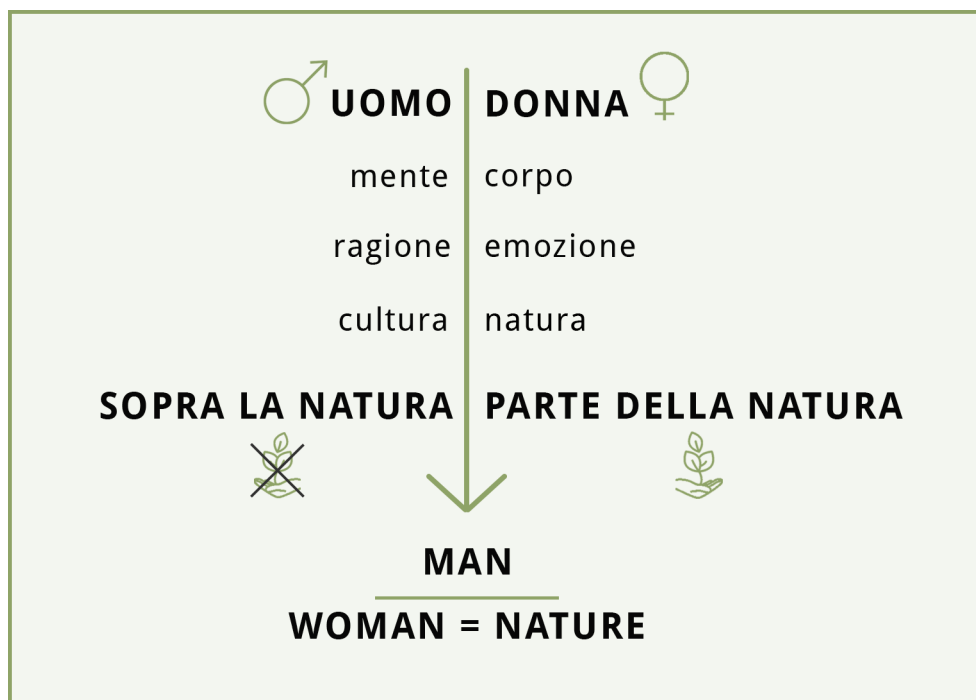 UOMO DONNA
mente corpo
ragione emozione
cultura natura
SOPRA LA NATURA PARTE DELLA NATURA
MAN
WOMAN = NATURE